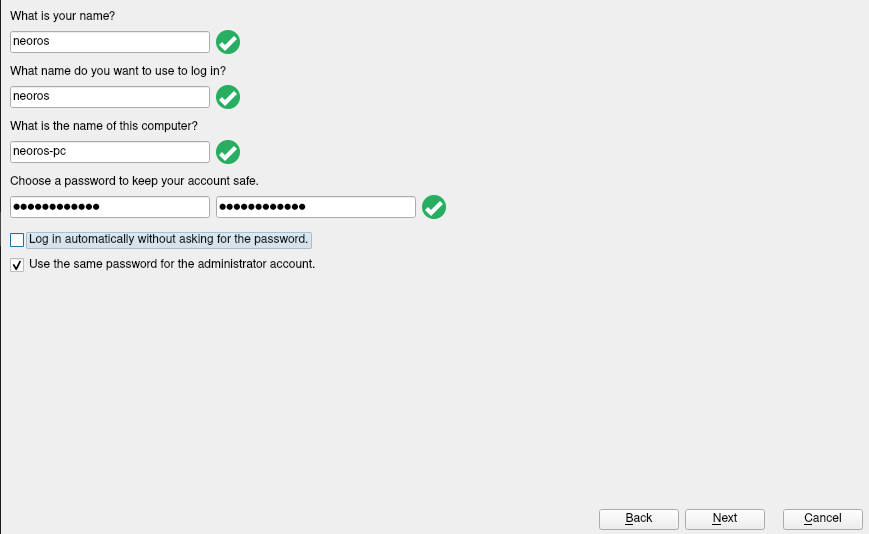 What is your name?
neoros
What name do you want to use to log in?
neoros
What is the name of this computer?
neoros-pc
Choose a password to keep your account safe.
●●●●●●●●●●●● ●●●●●●●●●●●●
Log in automatically without asking for the password.
Use the same password for the administrator account.
Back Next Cancel